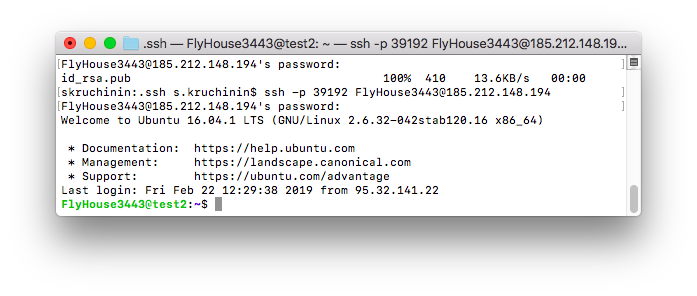 .ssh — FlyHouse3443@test2: ~ — ssh -p 39192 FlyHouse3443@185.212.148.19...
[FlyHouse3443@185.212.148.194's password: ]
id_rsa.pub 100% 410 13.6KB/s 00:00
[skruchinin:.ssh s.kruchinin$ ssh -p 39192 FlyHouse3443@185.212.148.194 ]
[FlyHouse3443@185.212.148.194's password: ]
Welcome to Ubuntu 16.04.1 LTS (GNU/Linux 2.6.32-042stab120.16 x86_64)
* Documentation: https://help.ubuntu.com
* Management: https://landscape.canonical.com
* Support: https://ubuntu.com/advantage
Last login: Fri Feb 22 12:29:38 2019 from 95.32.141.22
FlyHouse3443@test2:~$